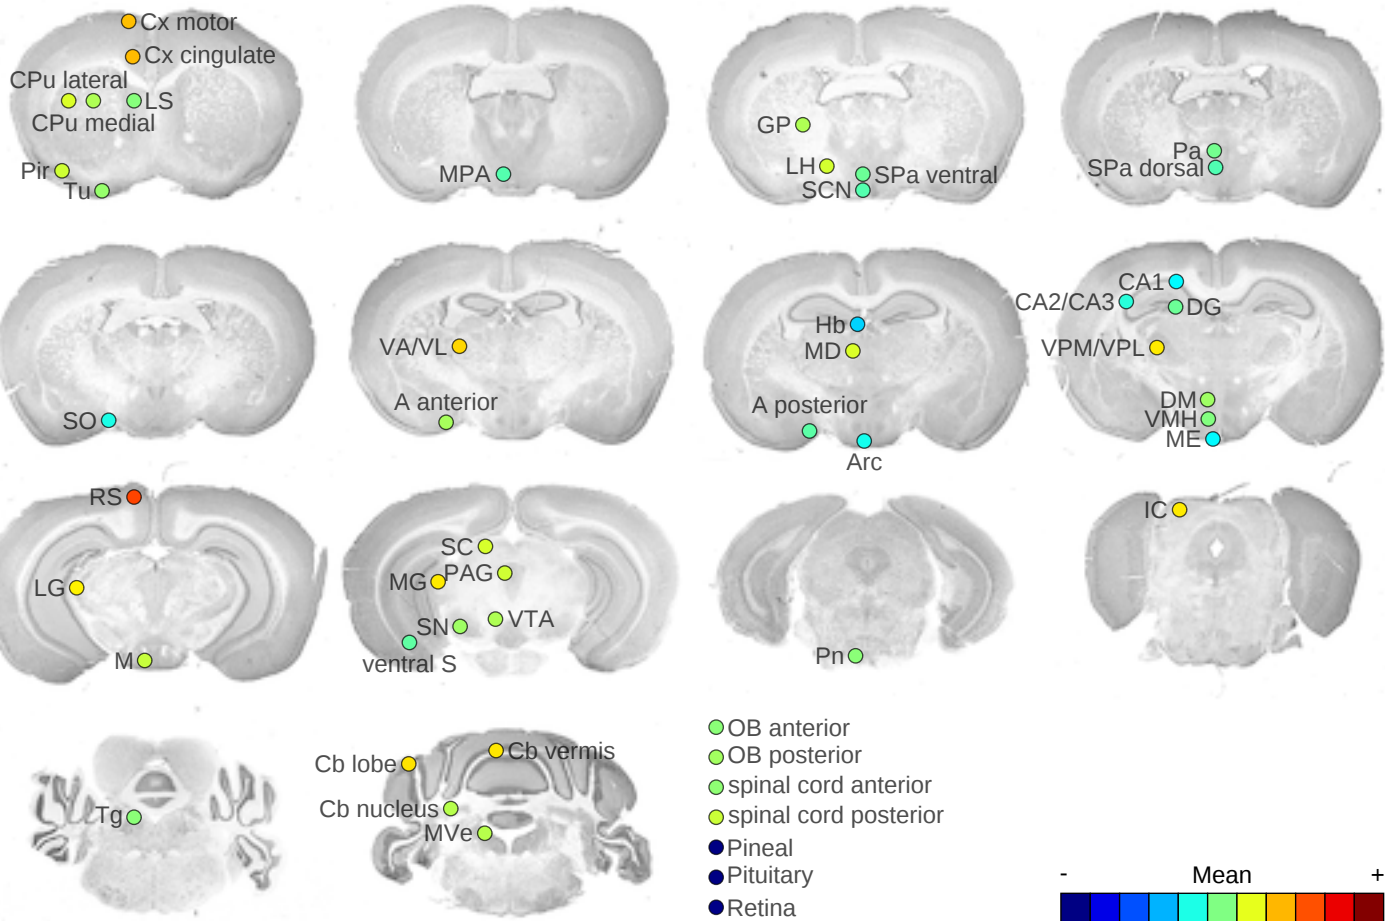 Cx motor
Cx cingulate
CPu lateral
LS
CPu medial
Pir
Tu
MPA
GP
LH
SPa ventral
SCN
Pa
SPa dorsal
SO
VA/VL
A anterior
Hb
MD
A posterior
Arc
CA1
CA2/CA3
DG
VPM/VPL
DM
VMH
ME
RS
LG
M
SC
MG
PAG
SN
VTA
ventral S
Pn
IC
Tg
Cb lobe
Cb vermis
Cb nucleus
MVe
OB anterior
OB posterior
spinal cord anterior
spinal cord posterior
Pineal
Pituitary
Retina
- Mean +